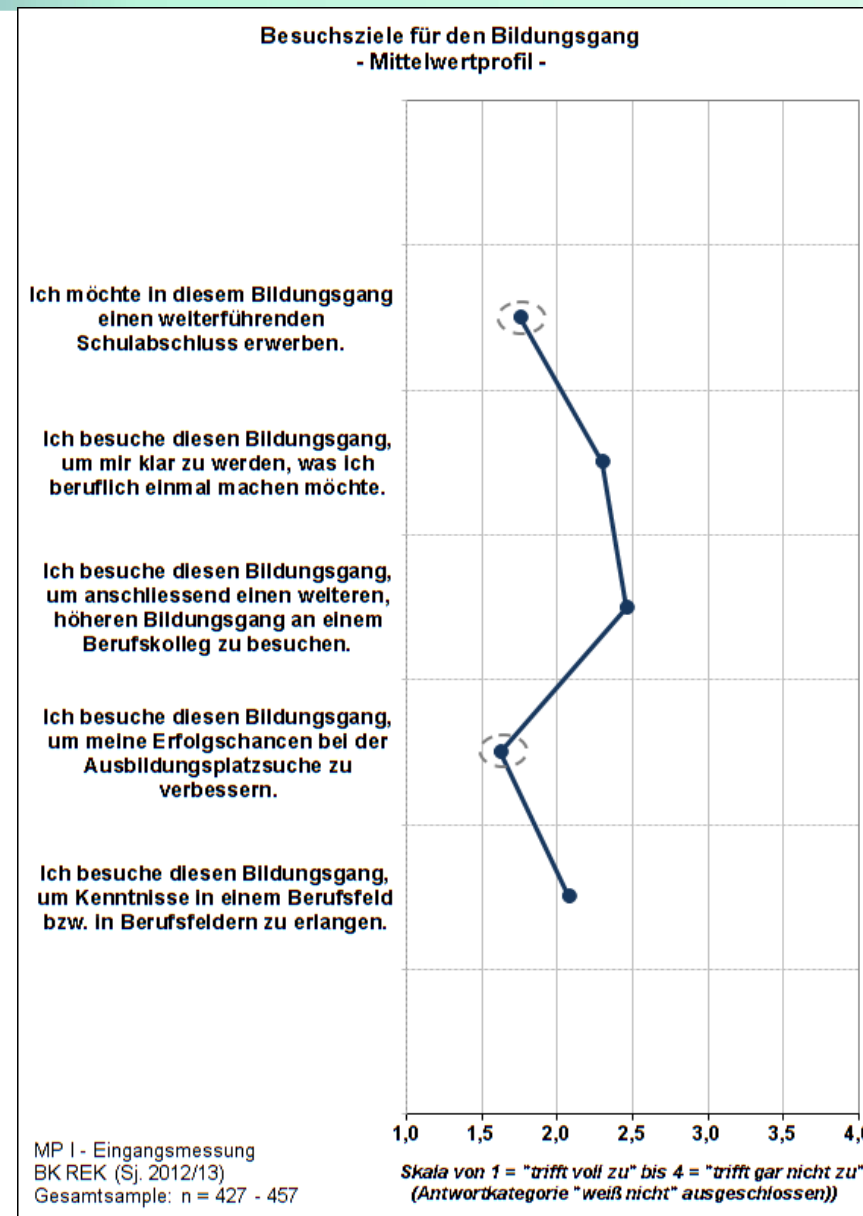 Besuchsziele für den Bildungsgang
- Mittelwertprofil -
Ich möchte in diesem Bildungsgang
einen weiterführenden
Schulabschluss erwerben.
Ich besuche diesen Bildungsgang,
um mir klar zu werden, was ich
beruflich einmal machen möchte.
Ich besuche diesen Bildungsgang,
um anschliessend einen weiteren,
höheren Bildungsgang an einem
Berufskolleg zu besuchen.
Ich besuche diesen Bildungsgang,
um meine Erfolgschancen bei der
Ausbildungsplatzsuche zu
verbessern.
Ich besuche diesen Bildungsgang,
um Kenntnisse in einem Berufsfeld
bzw. in Berufsfeldern zu erlangen.
1,0 1,5 2,0 2,5 3,0 3,5 4,0
MP I - Eingangsmessung
BK REK (Sj. 2012/13)
Gesamtsample: n = 427 - 457
Skala von 1 = "trifft voll zu" bis 4 = "trifft gar nicht zu"
(Antwortkategorie "weiß nicht" ausgeschlossen))